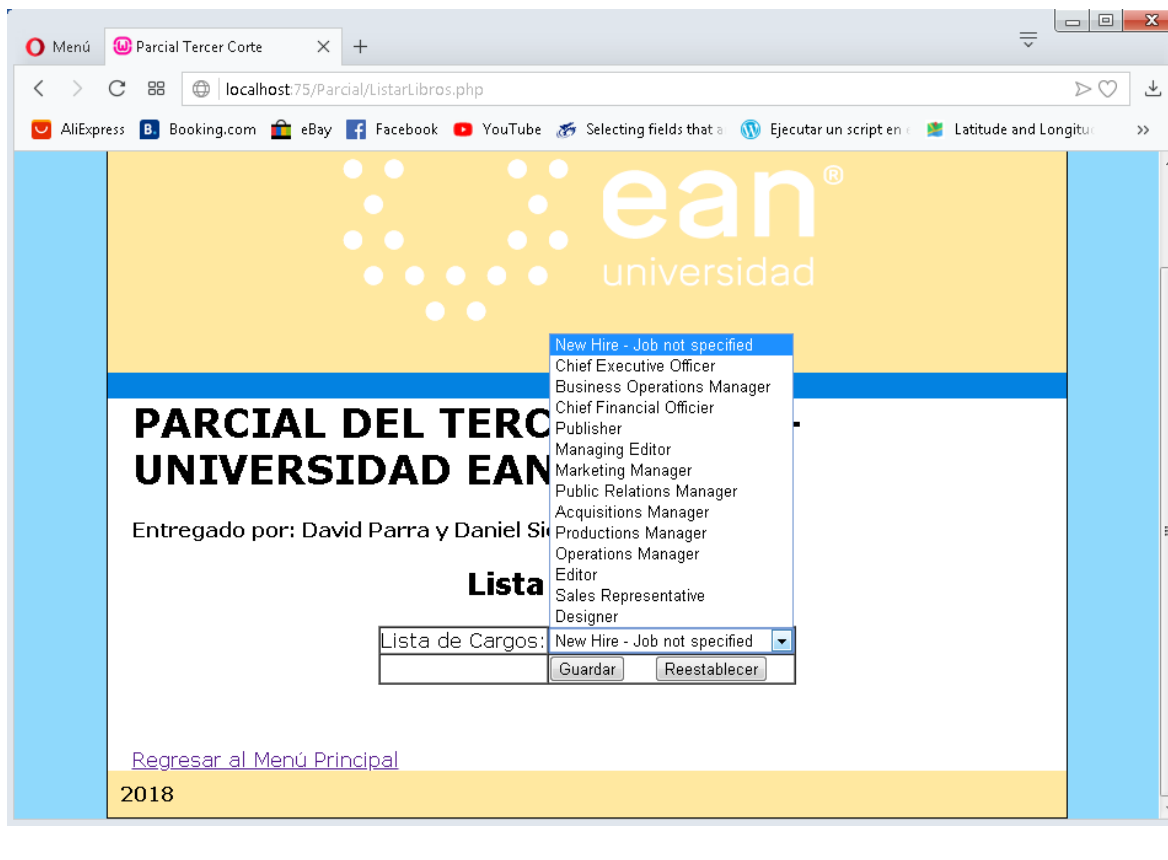 Menú
Parcial Tercer Corte
localhost:75/Parcial/ListarLibros.php
AliExpress
B. Booking.com
eBay
Facebook
YouTube
Selecting fields that a
Ejecutar un script en
Latitude and Longitu
ean®
universidad
New Hire - Job not specified
Chief Executive Officer
Business Operations Manager
Chief Financial Officier
Publisher
Managing Editor
Marketing Manager
Public Relations Manager
Acquisitions Manager
Productions Manager
Operations Manager
Editor
Sales Representative
Designer
PARCIAL DEL TERC
UNIVERSIDAD EAN
Entregado por: David Parra y Daniel Si
Lista
Lista de Cargos:
New Hire - Job not specified
Guardar
Reestablecer
Regresar al Menú Principal
2018